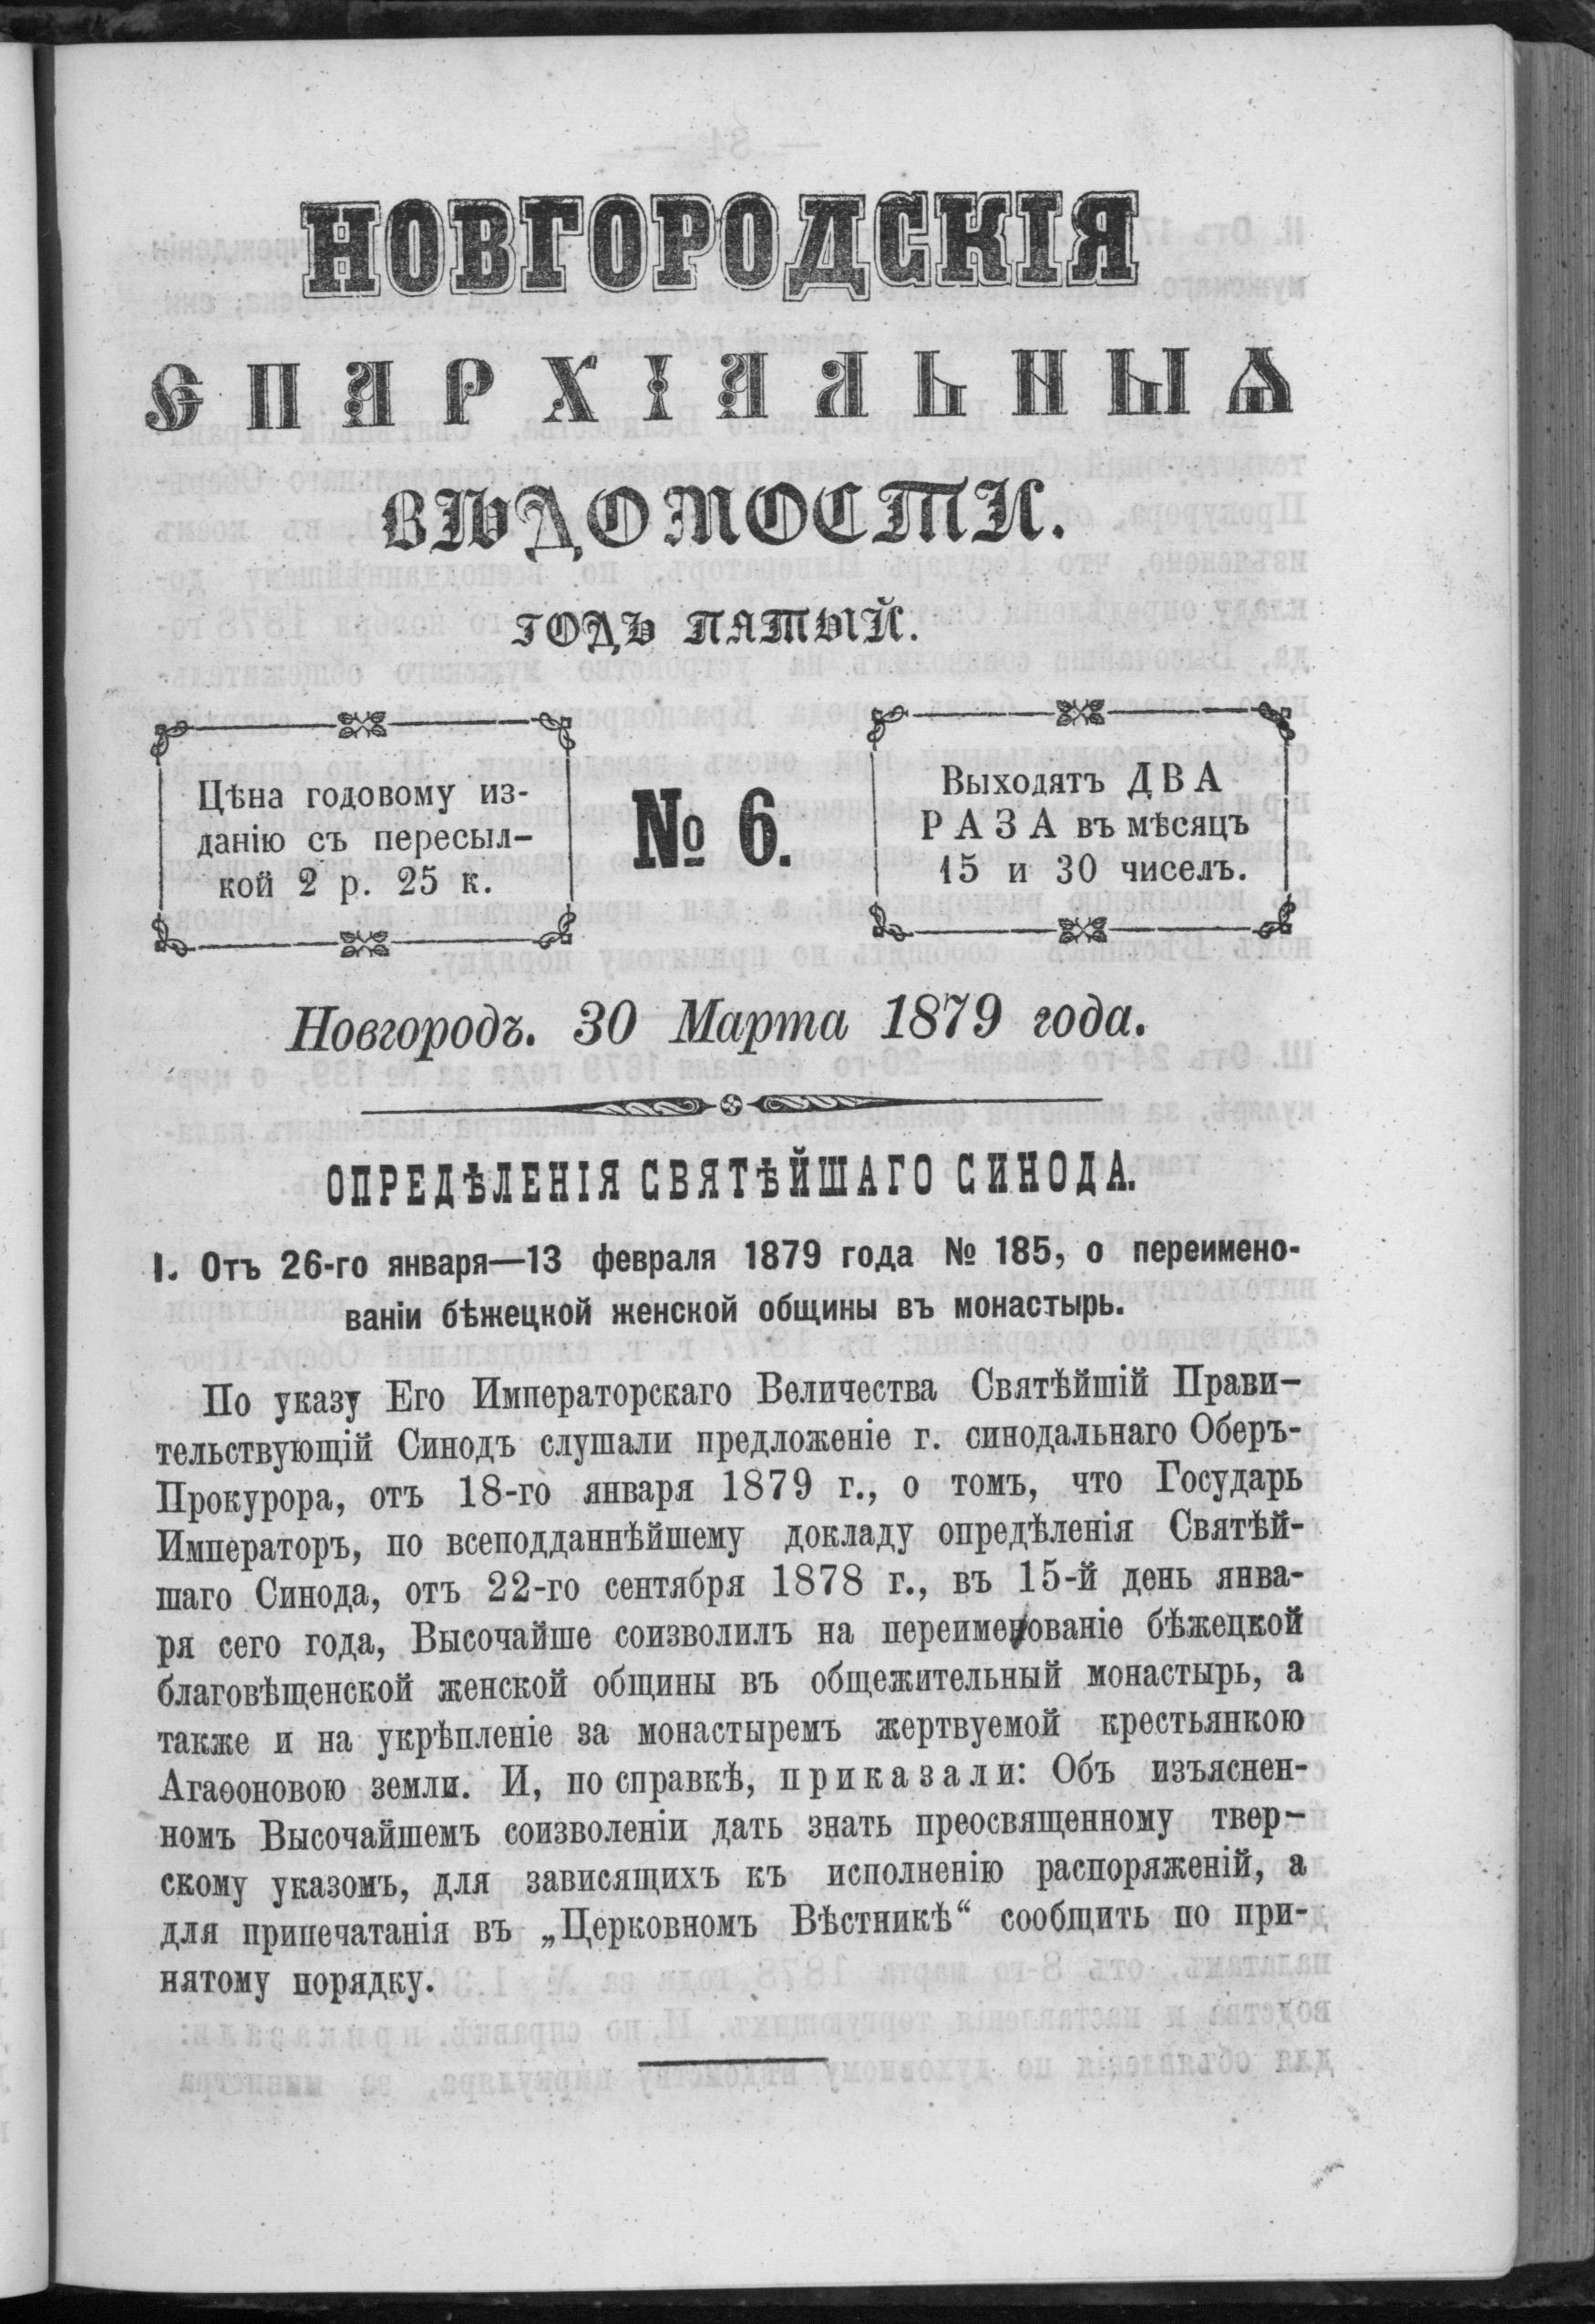 НОВГОРОДСКІЯ
ЄПАРХІАЛЬНЫѦ
ВѢДОМОСТИ.
ГОДЪ ПЯТЫЙ.
Цѣна годовому из-
данію съ пересыл-
кой 2 р. 25 к.
№ 6.
Выходятъ ДВА
РАЗА въ мѣсяцъ
15 и 30 чиселъ.
Новгородъ. 30 Марта 1879 года.
ОПРЕДѢЛЕНІЯ СВЯТѢЙШАГО СИНОДА.
I. Отъ 26-го января—13 февраля 1879 года № 185, о переимено-
ваніи бѣжецкой женской общины въ монастырь.
По указу Его Императорскаго Величества Святѣйшій Прави-
тельствующій Синодъ слушали предложеніе г. синодальнаго Оберъ-
Прокурора, отъ 18-го января 1879 г., о томъ, что Государь
Императоръ, по всеподданнѣйшему докладу опредѣленія Святѣй-
шаго Синода, отъ 22-го сентября 1878 г., въ 15-й день янва-
ря сего года, Высочайше соизволилъ на переименованіе бѣжецкой
благовѣщенской женской общины въ общежительный монастырь, а
также и на укрѣпленіе за монастыремъ жертвуемой крестьянкою
Агаѳоновою земли. И, по справкѣ, приказали: Объ изъяснен-
номъ Высочайшемъ соизволеніи дать знать преосвященному твер-
скому указомъ, для зависящихъ къ исполненію распоряженій, а
для припечатанія въ „Церковномъ Вѣстникѣ“ сообщить по при-
нятому порядку.